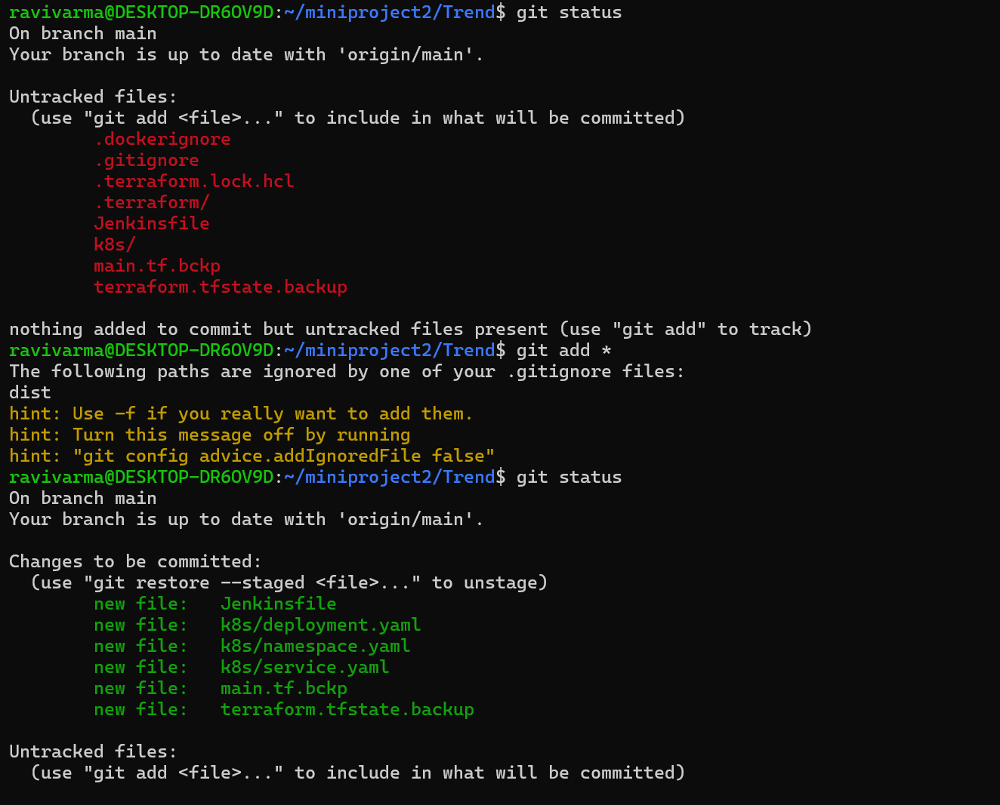 ravivarma@DESKTOP-DR6OV9D:~/miniproject2/Trend$ git status
On branch main
Your branch is up to date with 'origin/main'.

Untracked files:
  (use "git add <file>..." to include in what will be committed)
        .dockerignore
        .gitignore
        .terraform.lock.hcl
        .terraform/
        Jenkinsfile
        k8s/
        main.tf.bckp
        terraform.tfstate.backup

nothing added to commit but untracked files present (use "git add" to track)
ravivarma@DESKTOP-DR6OV9D:~/miniproject2/Trend$ git add *
The following paths are ignored by one of your .gitignore files:
dist
hint: Use -f if you really want to add them.
hint: Turn this message off by running
hint: "git config advice.addIgnoredFile false"
ravivarma@DESKTOP-DR6OV9D:~/miniproject2/Trend$ git status
On branch main
Your branch is up to date with 'origin/main'.

Changes to be committed:
  (use "git restore --staged <file>..." to unstage)
        new file:   Jenkinsfile
        new file:   k8s/deployment.yaml
        new file:   k8s/namespace.yaml
        new file:   k8s/service.yaml
        new file:   main.tf.bckp
        new file:   terraform.tfstate.backup

Untracked files:
  (use "git add <file>..." to include in what will be committed)